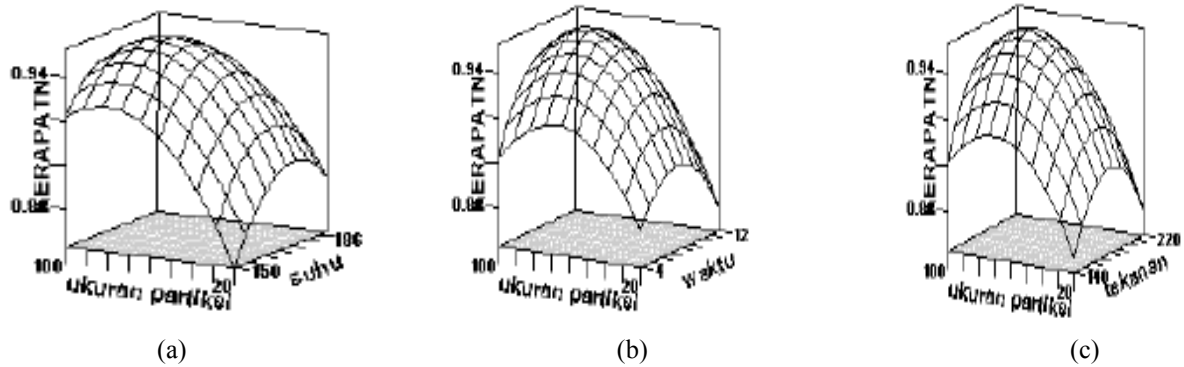 0.94
KERAPATN
100
ukuran partikel
20
150
suhu
(a)
0.94
KERAPATN
100
ukuran partikel
20
4
waktu
12
(b)
0.94
KERAPATN
100
ukuran partikel
20
140
tekanan
220
(c)